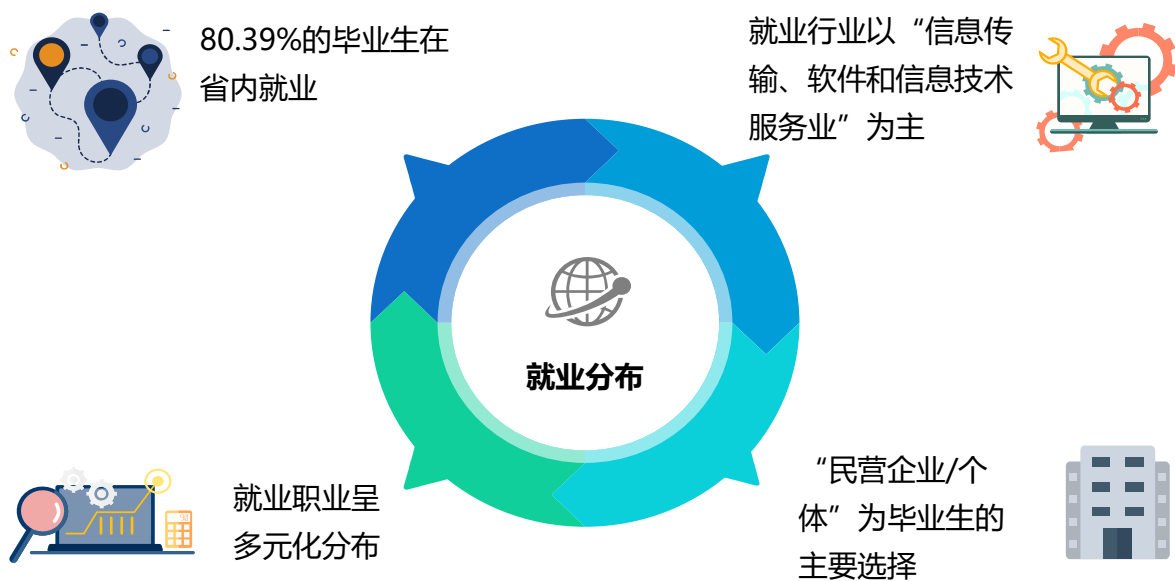 80.39%的毕业生在
省内就业
就业行业以“信息传
输、软件和信息技术
服务业”为主
就业分布
就业职业呈
多元化分布
“民营企业/个
体”为毕业生的
主要选择